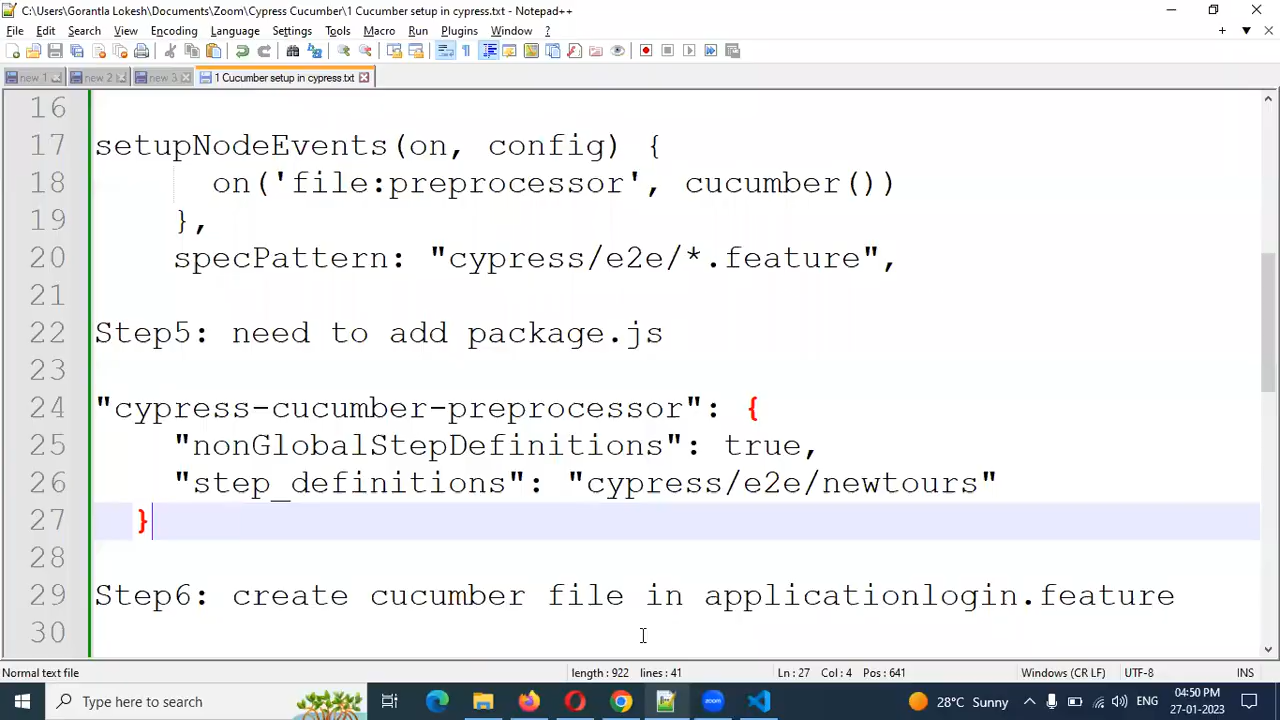 C:\Users\Gorantla Lokesh\Documents\Zoom\Cypress Cucumber\1 Cucumber setup in cypress.txt - Notepad++
File Edit Search View Encoding Language Settings Tools Macro Run Plugins Window ?
new 1 new 2 new 3 1 Cucumber setup in cypress.txt
16
17 setupNodeEvents(on, config) {
18 on('file:preprocessor', cucumber())
19 },
20 specPattern: "cypress/e2e/*.feature",
21
22 Step5: need to add package.js
23
24 "cypress-cucumber-preprocessor": {
25 "nonGlobalStepDefinitions": true,
26 "step_definitions": "cypress/e2e/newtours"
27 }
28
29 Step6: create cucumber file in applicationlogin.feature
30
Normal text file length : 922 lines : 41 Ln : 27 Col : 4 Pos : 641 Windows (CR LF) UTF-8 INS
Type here to search 28°C Sunny ENG 04:50 PM
27-01-2023